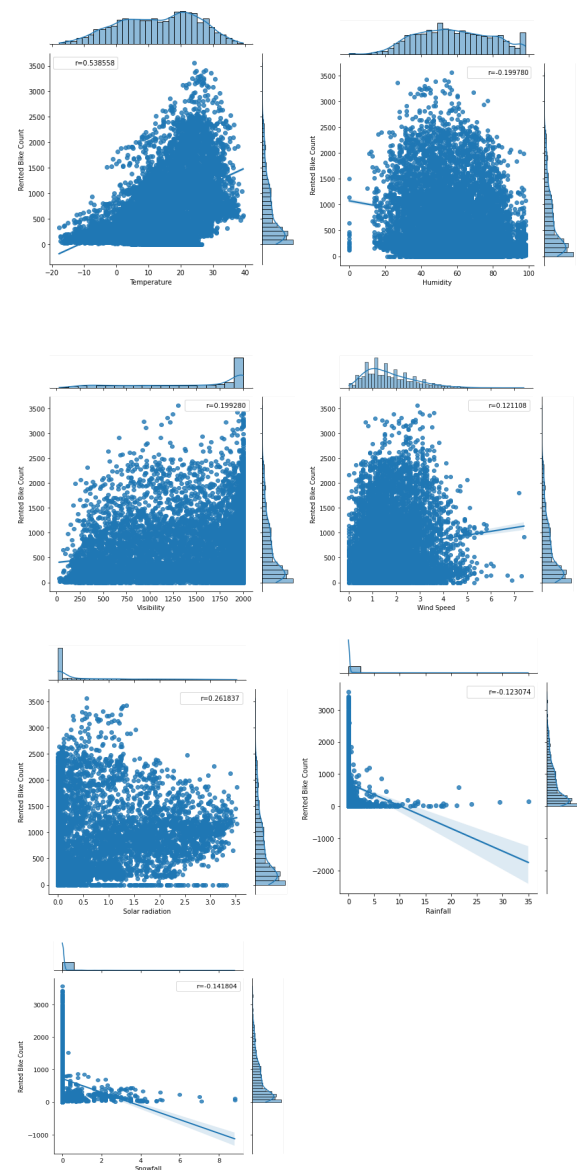 r=0.538558
3500
3000
2500
2000
1500
1000
500
0
Rented Bike Count
−20 −10 0 10 20 30 40
Temperature
r=-0.199780
3500
3000
2500
2000
1500
1000
500
0
Rented Bike Count
0 20 40 60 80 100
Humidity
r=0.199280
3500
3000
2500
2000
1500
1000
500
0
Rented Bike Count
0 250 500 750 1000 1250 1500 1750 2000
Visibility
r=0.121108
3500
3000
2500
2000
1500
1000
500
0
Rented Bike Count
0 1 2 3 4 5 6 7
Wind Speed
r=0.261837
3500
3000
2500
2000
1500
1000
500
0
Rented Bike Count
0.0 0.5 1.0 1.5 2.0 2.5 3.0 3.5
Solar radiation
r=-0.123074
3000
2000
1000
0
−1000
−2000
Rented Bike Count
0 5 10 15 20 25 30 35
Rainfall
r=-0.141804
3000
2000
1000
0
−1000
Rented Bike Count
0 2 4 6 8
Snowfall